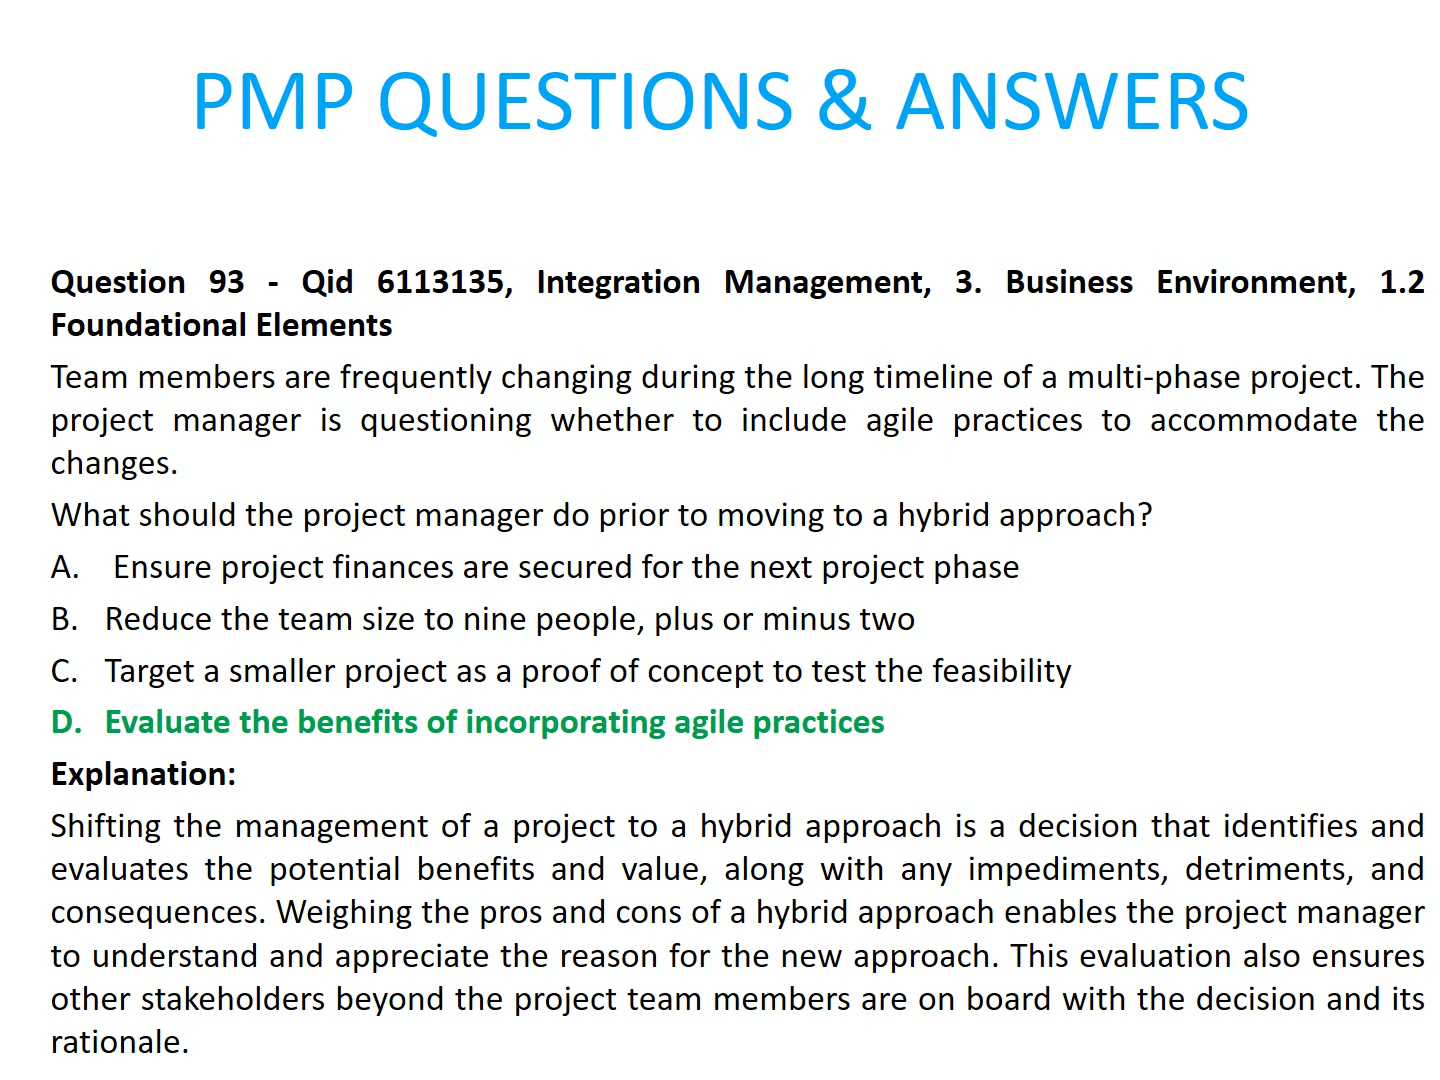 PMP QUESTIONS & ANSWERS
Question 93 - Qid 6113135, Integration Management, 3. Business Environment, 1.2
Foundational Elements
Team members are frequently changing during the long timeline of a multi-phase project. The
project manager is questioning whether to include agile practices to accommodate the
changes.
What should the project manager do prior to moving to a hybrid approach?
A. Ensure project finances are secured for the next project phase
B. Reduce the team size to nine people, plus or minus two
C. Target a smaller project as a proof of concept to test the feasibility
D. Evaluate the benefits of incorporating agile practices
Explanation:
Shifting the management of a project to a hybrid approach is a decision that identifies and
evaluates the potential benefits and value, along with any impediments, detriments, and
consequences. Weighing the pros and cons of a hybrid approach enables the project manager
to understand and appreciate the reason for the new approach. This evaluation also ensures
other stakeholders beyond the project team members are on board with the decision and its
rationale.